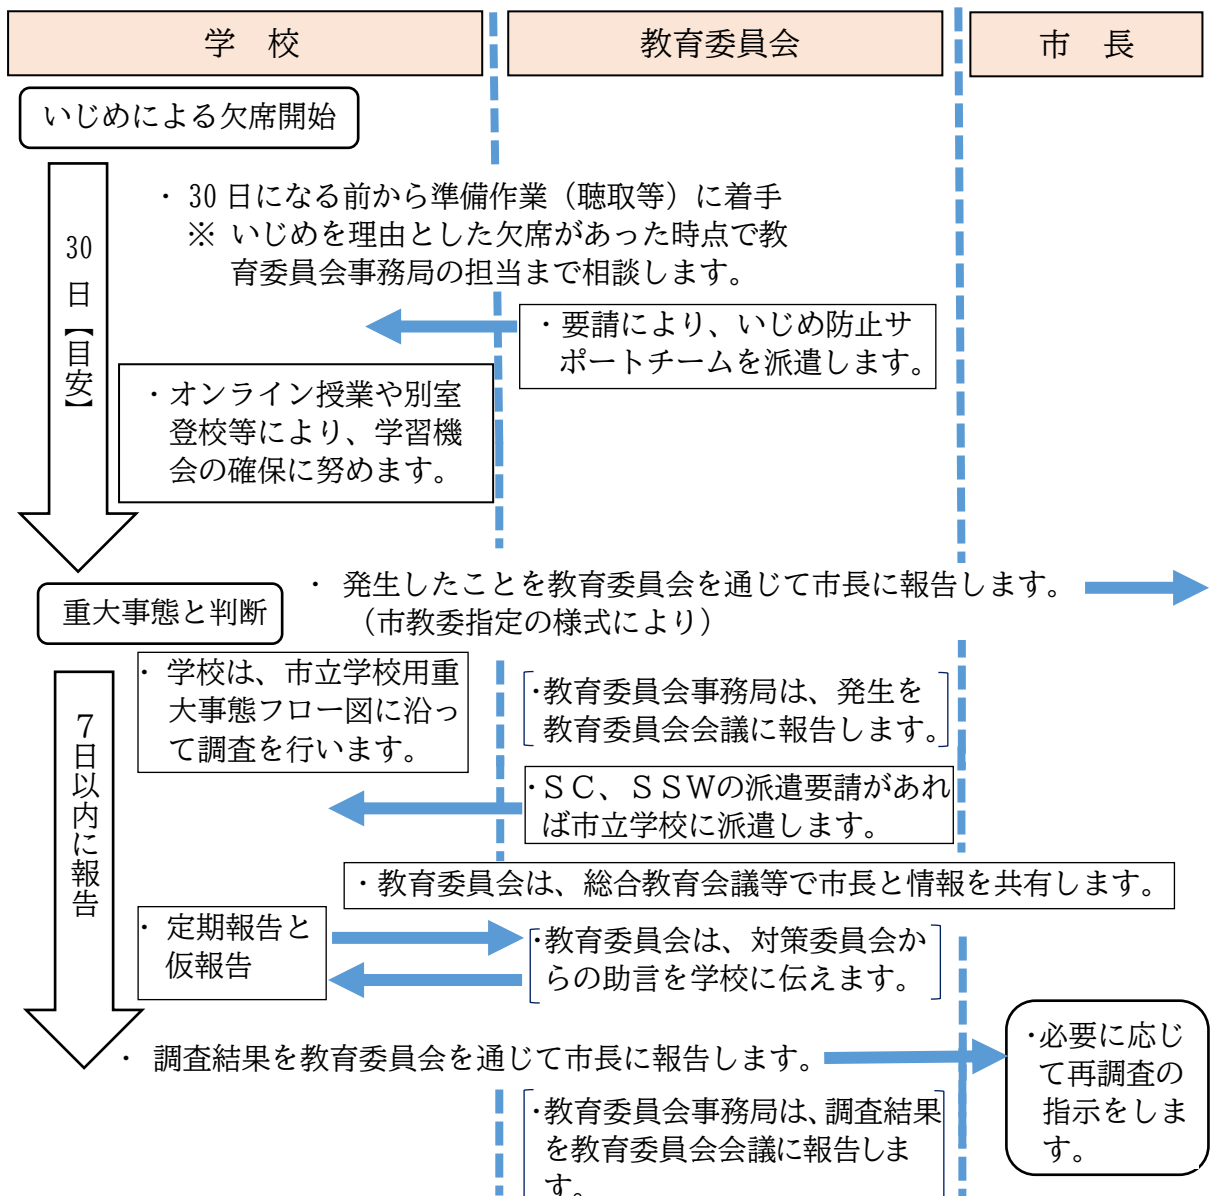 学　校
教育委員会
市　長
いじめによる欠席開始
30日【目安】
・ 30日になる前から準備作業（聴取等）に着手
※ いじめを理由とした欠席があった時点で教
育委員会事務局の担当まで相談します。
・要請により、いじめ防止サ
ポートチームを派遣します。
・オンライン授業や別室
登校等により、学習機
会の確保に努めます。
重大事態と判断
・ 発生したことを教育委員会を通じて市長に報告します。
（市教委指定の様式により）
７日以内に報告
・ 学校は、市立学校用重
大事態フロー図に沿っ
て調査を行います。
・教育委員会事務局は、発生を
教育委員会会議に報告します。
・ＳＣ、ＳＳＷの派遣要請があれ
ば市立学校に派遣します。
・教育委員会は、総合教育会議等で市長と情報を共有します。
・ 定期報告と
仮報告
・教育委員会は、対策委員会か
らの助言を学校に伝えます。
・ 調査結果を教育委員会を通じて市長に報告します。
・必要に応じ
て再調査の
指示をしま
す。
・教育委員会事務局は、調査結果
を教育委員会会議に報告しま
す。